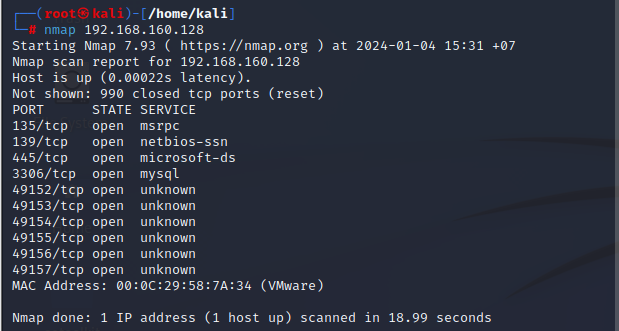 ┌──(root㉿kali)-[/home/kali]
└─# nmap 192.168.160.128
Starting Nmap 7.93 ( https://nmap.org ) at 2024-01-04 15:31 +07
Nmap scan report for 192.168.160.128
Host is up (0.00022s latency).
Not shown: 990 closed tcp ports (reset)
PORT      STATE SERVICE
135/tcp   open  msrpc
139/tcp   open  netbios-ssn
445/tcp   open  microsoft-ds
3306/tcp  open  mysql
49152/tcp open  unknown
49153/tcp open  unknown
49154/tcp open  unknown
49155/tcp open  unknown
49156/tcp open  unknown
49157/tcp open  unknown
MAC Address: 00:0C:29:58:7A:34 (VMware)
Nmap done: 1 IP address (1 host up) scanned in 18.99 seconds